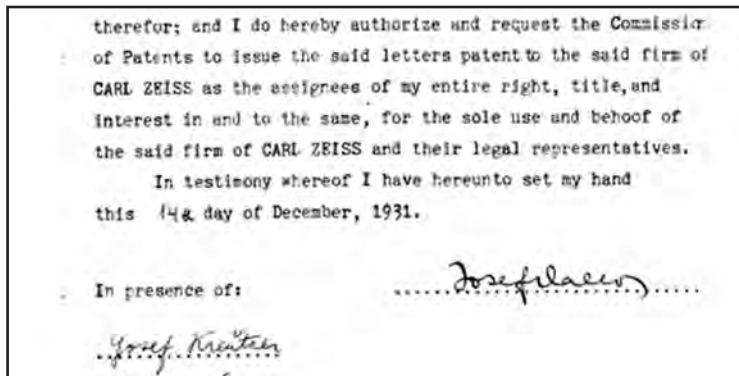 therefor; and I do hereby authorize and request the Commissior
of Patents to issue the said letters patent to the said firm of
CARL ZEISS as the assignees of my entire right, title, and
interest in and to the same, for the sole use and behoof of
the said firm of CARL ZEISS and their legal representatives.
In testimony whereof I have hereunto set my hand
this 14 day of December, 1931.
Josef
In presence of:
Josef Kreutzer